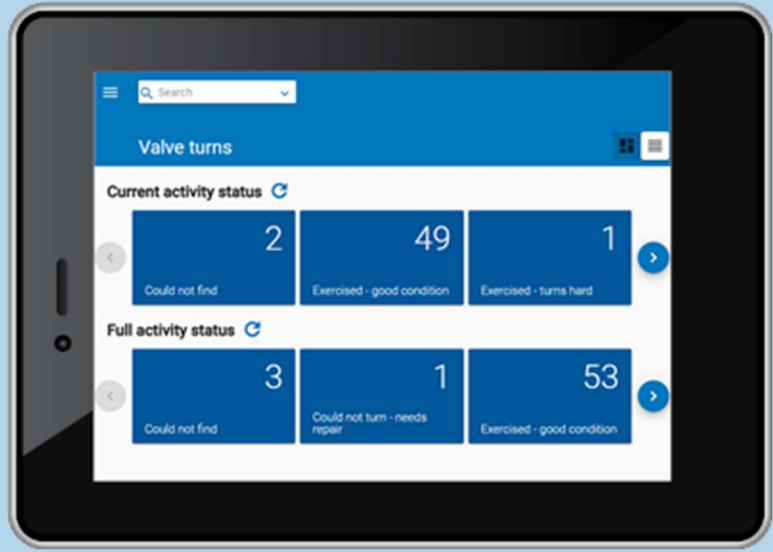 Search
Valve turns
Current activity status
2
49
1
Could not find
Exercised - good condition
Exercised - turns hard
Full activity status
3
1
53
Could not find
Could not turn - needs
repair
Exercised - good condition